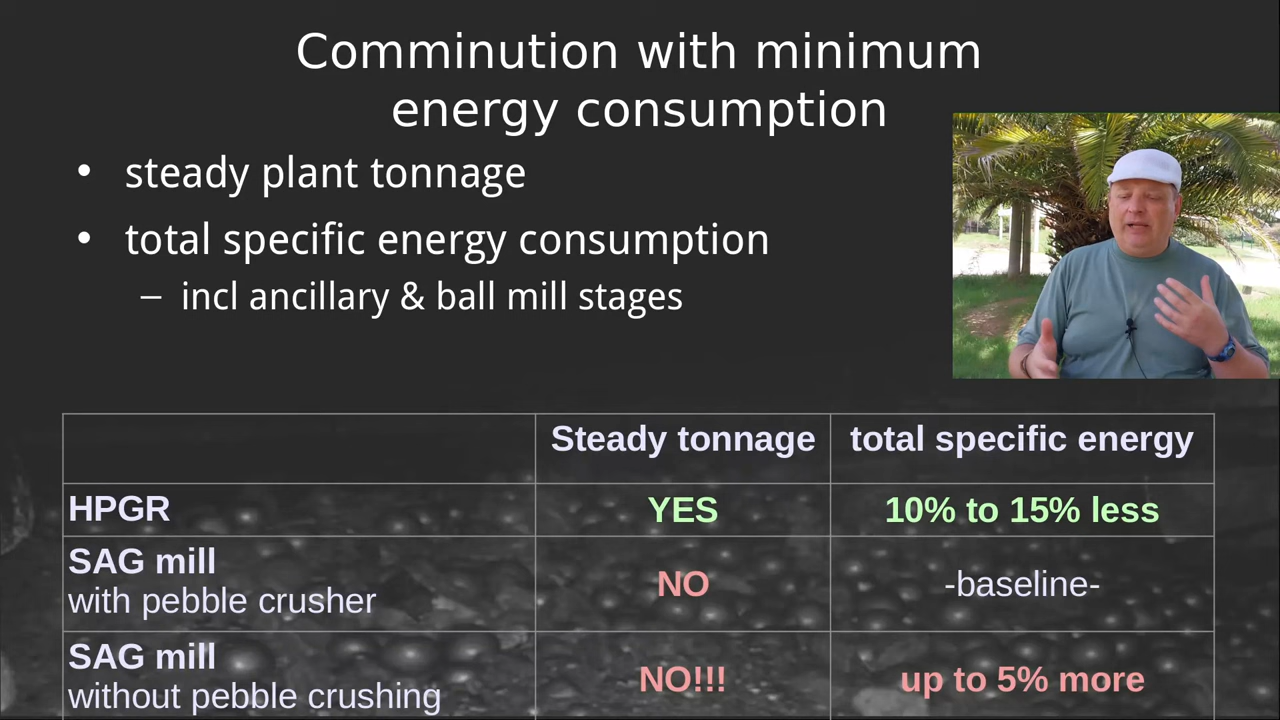 Comminution with minimum
energy consumption
• steady plant tonnage
• total specific energy consumption
– incl ancillary & ball mill stages
Steady tonnage total specific energy
HPGR YES 10% to 15% less
SAG mill
with pebble crusher NO -baseline-
SAG mill
without pebble crushing NO!!! up to 5% more